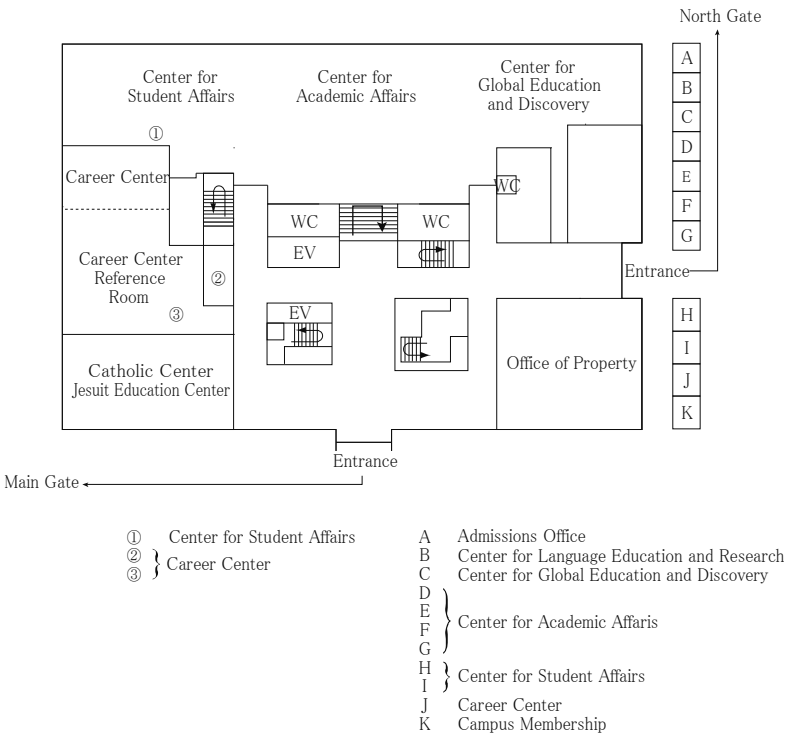 North Gate
Center for
Student Affairs
Center for
Academic Affairs
Center for
Global Education
and Discovery
A
B
C
D
E
F
G
①
Career Center
WC
WC
WC
EV
Career Center
Reference
Room
②
③
Entrance
EV
H
I
J
K
Catholic Center
Jesuit Education Center
Office of Property
Entrance
Main Gate
① Center for Student Affairs
②
③
Career Center
A Admissions Office
B Center for Language Education and Research
C Center for Global Education and Discovery
D
E
F
G
Center for Academic Affaris
H
I
Center for Student Affairs
J Career Center
K Campus Membership